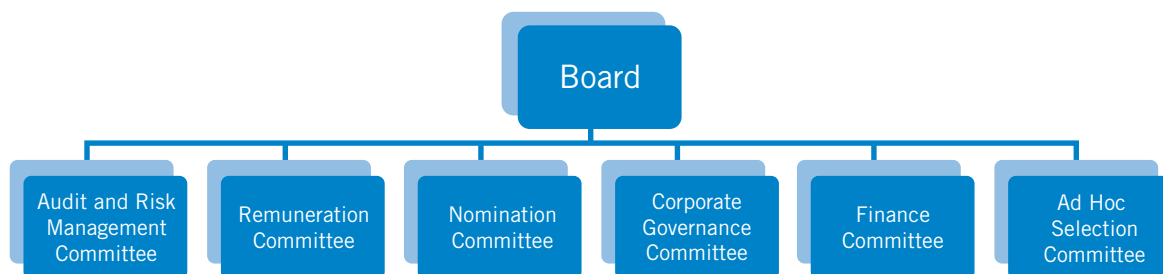 Board
Audit and Risk
Management
Committee
Remuneration
Committee
Nomination
Committee
Corporate
Governance
Committee
Finance
Committee
Ad Hoc
Selection
Committee